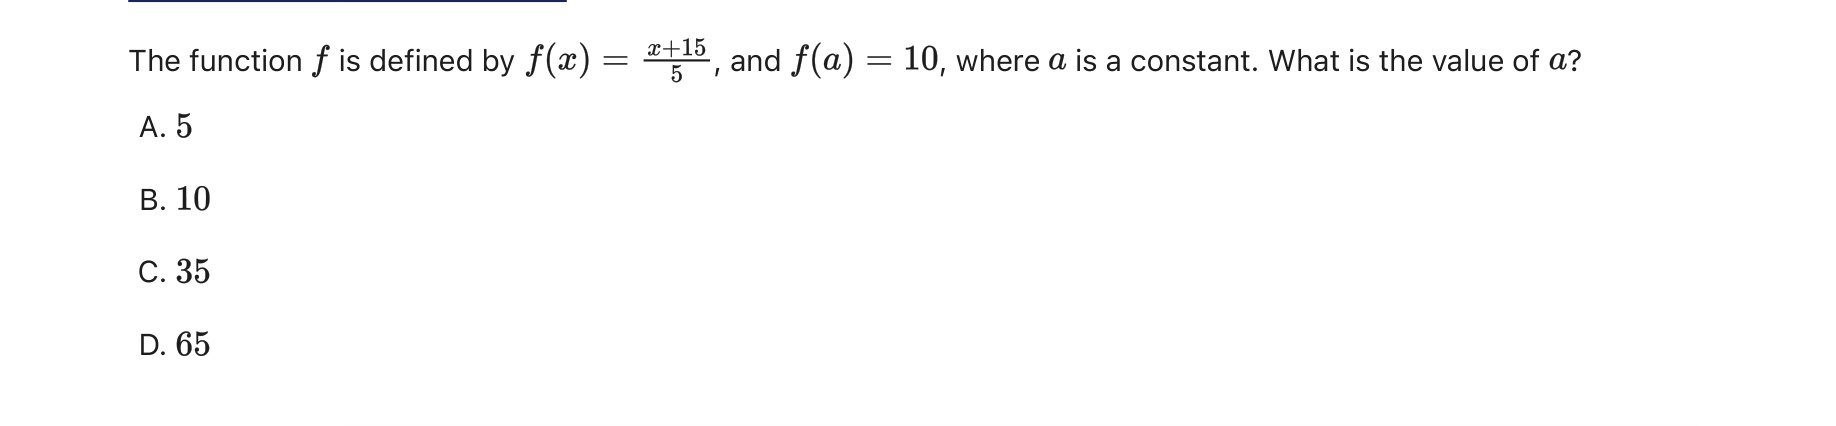 The function f is defined by f(x) = \frac{x+15}{5}, and f(a) = 10, where a is a constant. What is the value of a?
A. 5
B. 10
C. 35
D. 65